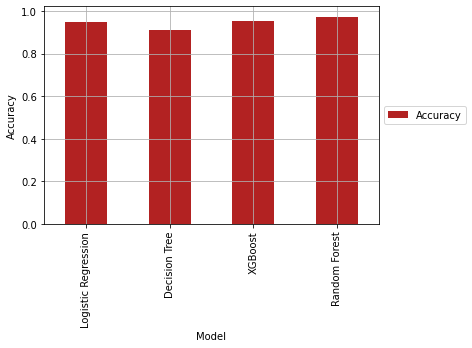 1.0
0.8
0.6
0.4
0.2
0.0
Accuracy
Logistic Regression
Decision Tree
XGBoost
Random Forest
Model
Accuracy